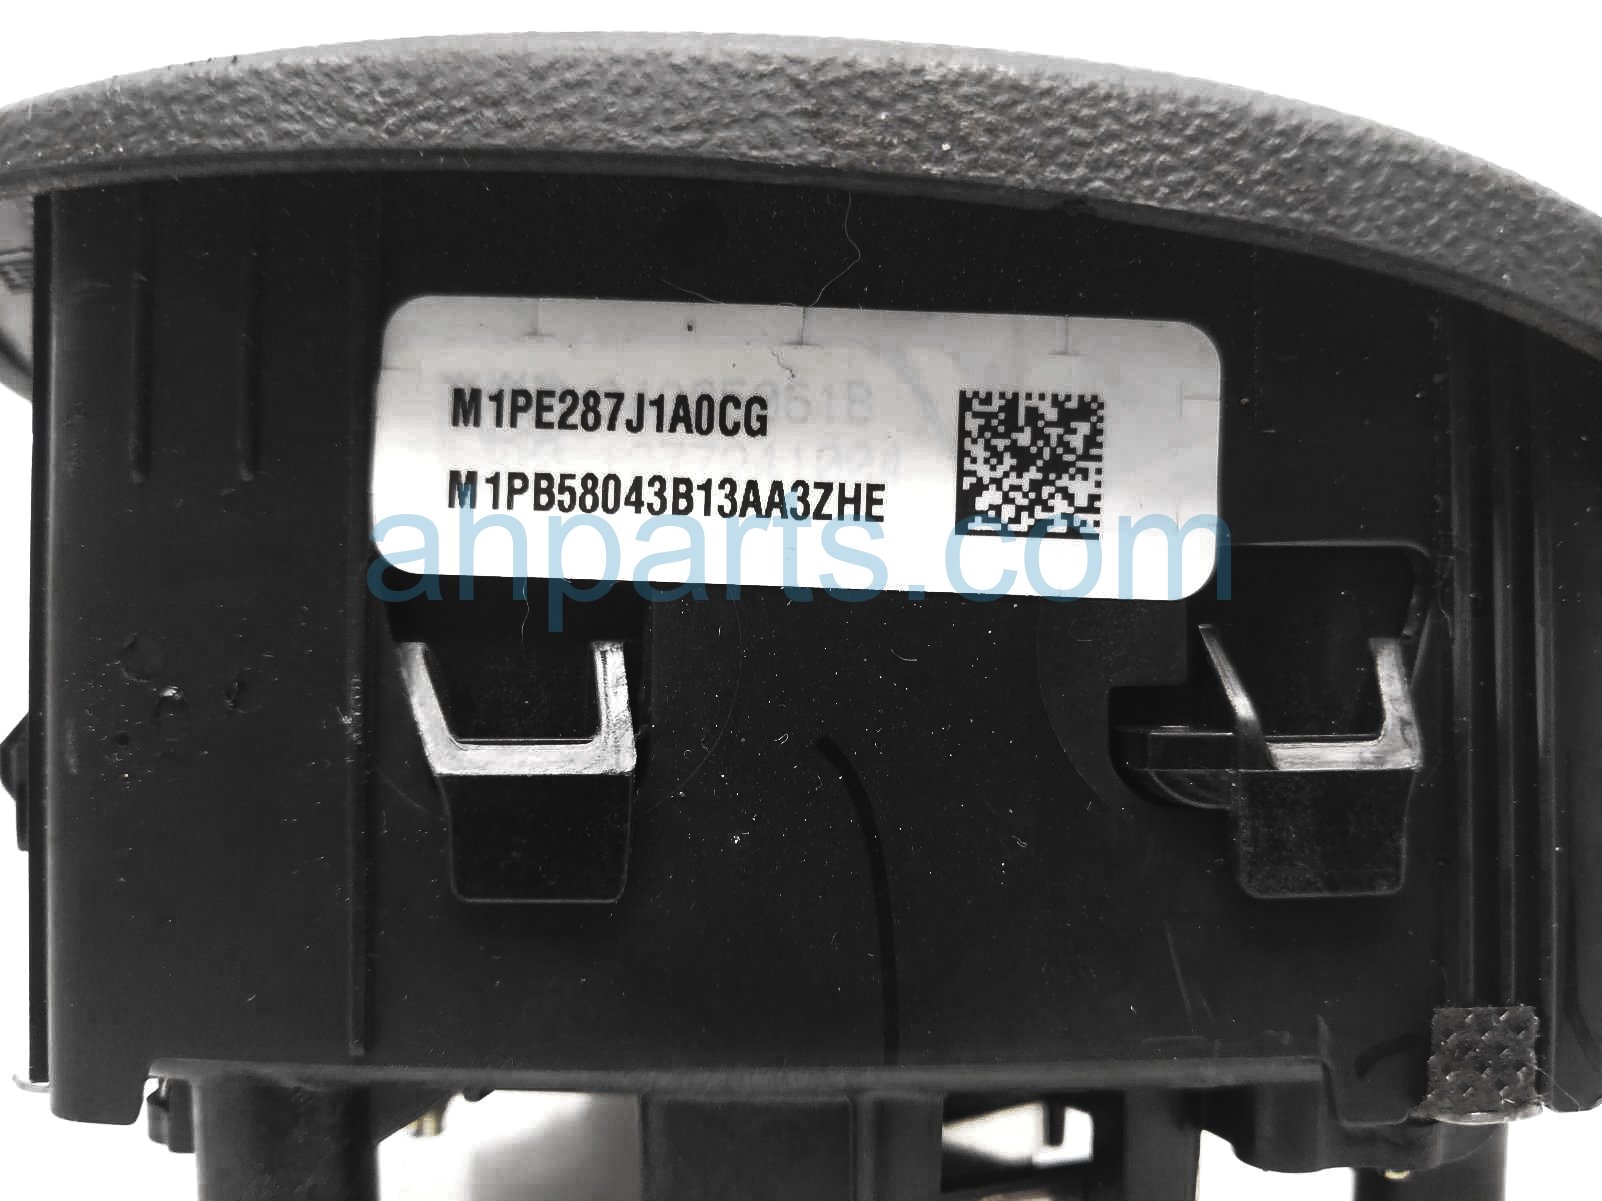 M1PE287J1A0CG
M1PB58043B13AA3ZHE
ahparts.com